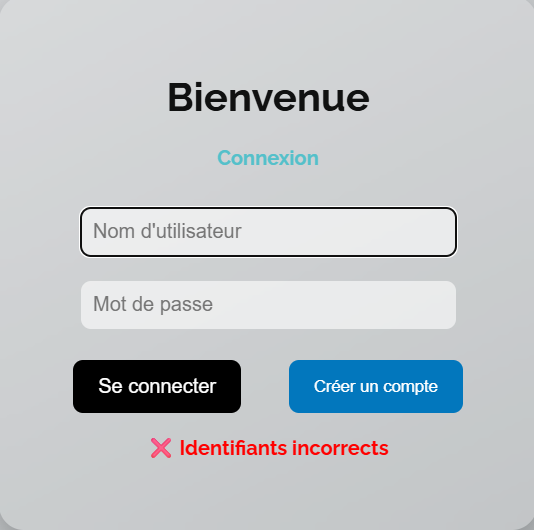 Bienvenue
Connexion
Nom d'utilisateur
Mot de passe
Se connecter
Créer un compte
❌ Identifiants incorrects